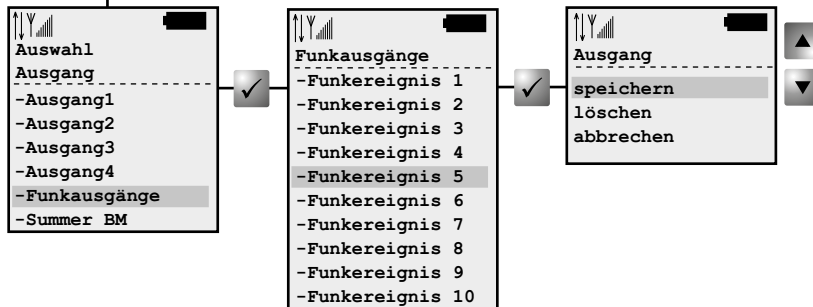 Auswahl
Ausgang
-Ausgang1
-Ausgang2
-Ausgang3
-Ausgang4
-Funkausgänge
-Summer BM
Funkausgänge
-Funkereignis 1
-Funkereignis 2
-Funkereignis 3
-Funkereignis 4
-Funkereignis 5
-Funkereignis 6
-Funkereignis 7
-Funkereignis 8
-Funkereignis 9
-Funkereignis 10
Ausgang
speichern
löschen
abbrechen